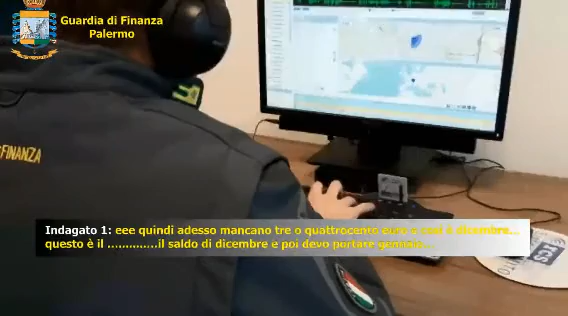 Guardia di Finanza
Palermo
FINANZA
Indagato 1: eee quindi adesso mancano tre o quattrocento euro e così è dicembre...
questo è il ..............il saldo di dicembre e poi devo portare gennaio...